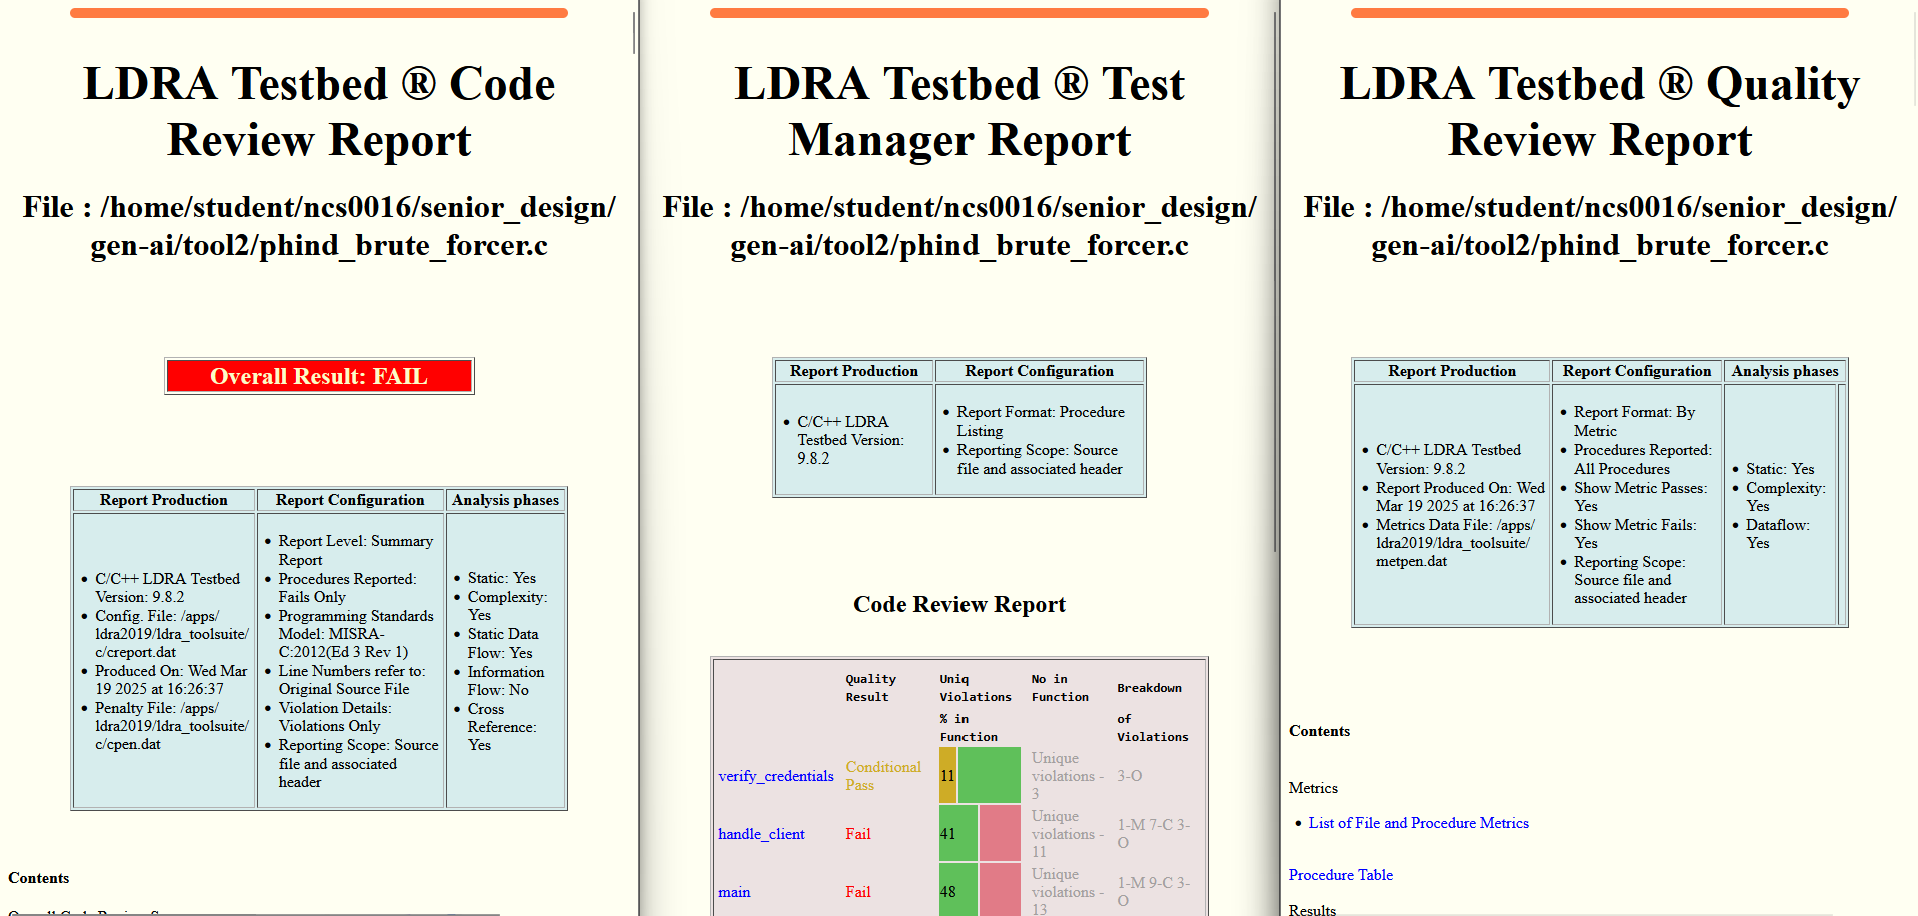 LDRA Testbed ® Code
Review Report
File : /home/student/ncs0016/senior_design/
gen-ai/tool2/phind_brute_forcer.c
Overall Result: FAIL
Report Production
Report Configuration
Analysis phases
• C/C++ LDRA Testbed
Version: 9.8.2
• Config. File: /apps/
ldra2019/ldra_toolsuite/
c/creport.dat
• Produced On: Wed Mar
19 2025 at 16:26:37
• Penalty File: /apps/
ldra2019/ldra_toolsuite/
c/cpen.dat
• Report Level: Summary
Report
• Procedures Reported:
Fails Only
• Programming Standards
Model: MISRA-
C:2012(Ed 3 Rev 1)
• Line Numbers refer to:
Original Source File
• Violation Details:
Violations Only
• Reporting Scope: Source
file and associated
header
• Static: Yes
• Complexity:
Yes
• Static Data
Flow: Yes
• Information
Flow: No
• Cross
Reference:
Yes
Contents
LDRA Testbed ® Test
Manager Report
File : /home/student/ncs0016/senior_design/
gen-ai/tool2/phind_brute_forcer.c
Report Production
Report Configuration
• C/C++ LDRA
Testbed Version:
9.8.2
• Report Format: Procedure
Listing
• Reporting Scope: Source
file and associated header
Code Review Report
Quality
Result
Uniq
Violations
% in
Function
No in
Function
Breakdown
of
Violations
verify_credentials
Conditional
Pass
11
Unique
violations -
3
3-O
handle_client
Fail
41
Unique
violations -
11
1-M 7-C 3-
O
main
Fail
48
Unique
violations -
13
1-M 9-C 3-
O
LDRA Testbed ® Quality
Review Report
File : /home/student/ncs0016/senior_design/
gen-ai/tool2/phind_brute_forcer.c
Report Production
Report Configuration
Analysis phases
• C/C++ LDRA Testbed
Version: 9.8.2
• Report Produced On: Wed
Mar 19 2025 at 16:26:37
• Metrics Data File: /apps/
ldra2019/ldra_toolsuite/
metpen.dat
• Report Format: By
Metric
• Procedures Reported:
All Procedures
• Show Metric Passes:
Yes
• Show Metric Fails:
Yes
• Reporting Scope:
Source file and
associated header
• Static: Yes
• Complexity:
Yes
• Dataflow:
Yes
Contents
Metrics
• List of File and Procedure Metrics
Procedure Table
Results